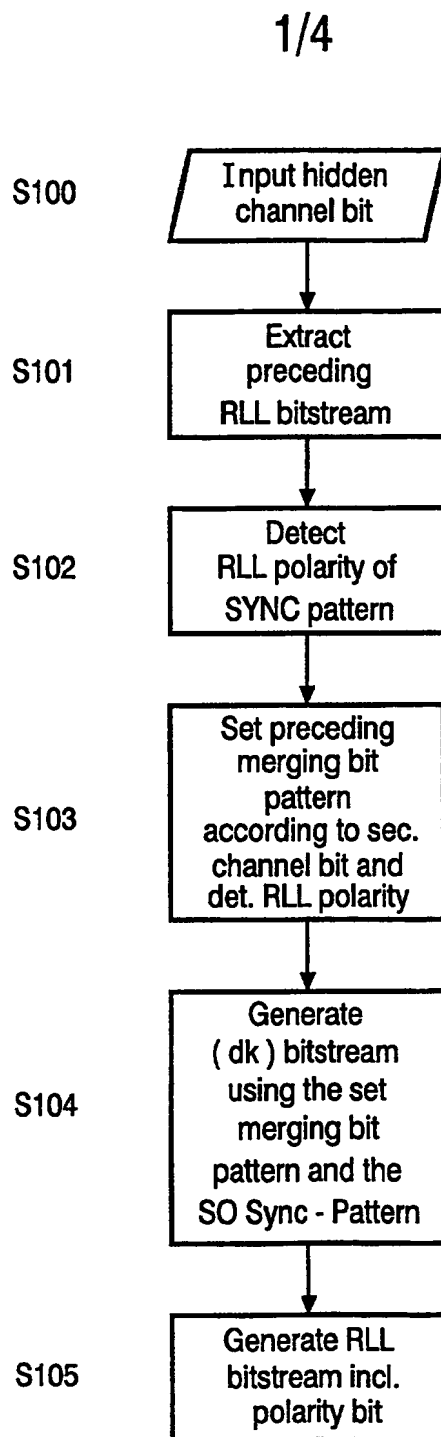 1/4
S100
Input hidden
channel bit
S101
Extract
preceding
RLL bitstream
S102
Detect
RLL polarity of
SYNC pattern
S103
Set preceding
merging bit
pattern
according to sec.
channel bit and
det. RLL polarity
S104
Generate
( dk ) bitstream
using the set
merging bit
pattern and the
SO Sync - Pattern
S105
Generate RLL
bitstream incl.
polarity bit